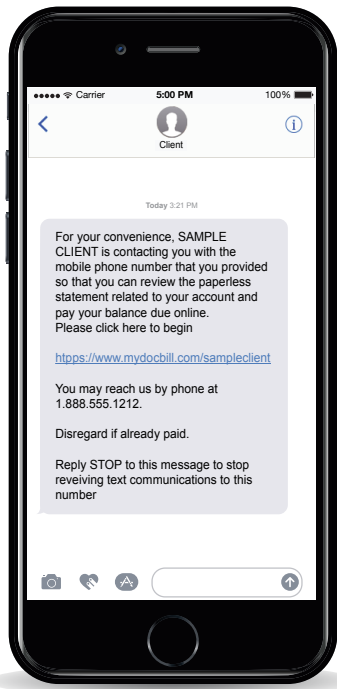 Carrier 5:00 PM 100%
Client
Today 3:21 PM
For your convenience, SAMPLE
CLIENT is contacting you with the
mobile phone number that you provided
so that you can review the paperless
statement related to your account and
pay your balance due online.
Please click here to begin
htpps://www.mydocbill.com/sampleclient
You may reach us by phone at
1.888.555.1212.
Disregard if already paid.
Reply STOP to this message to stop
reveiving text communications to this
number